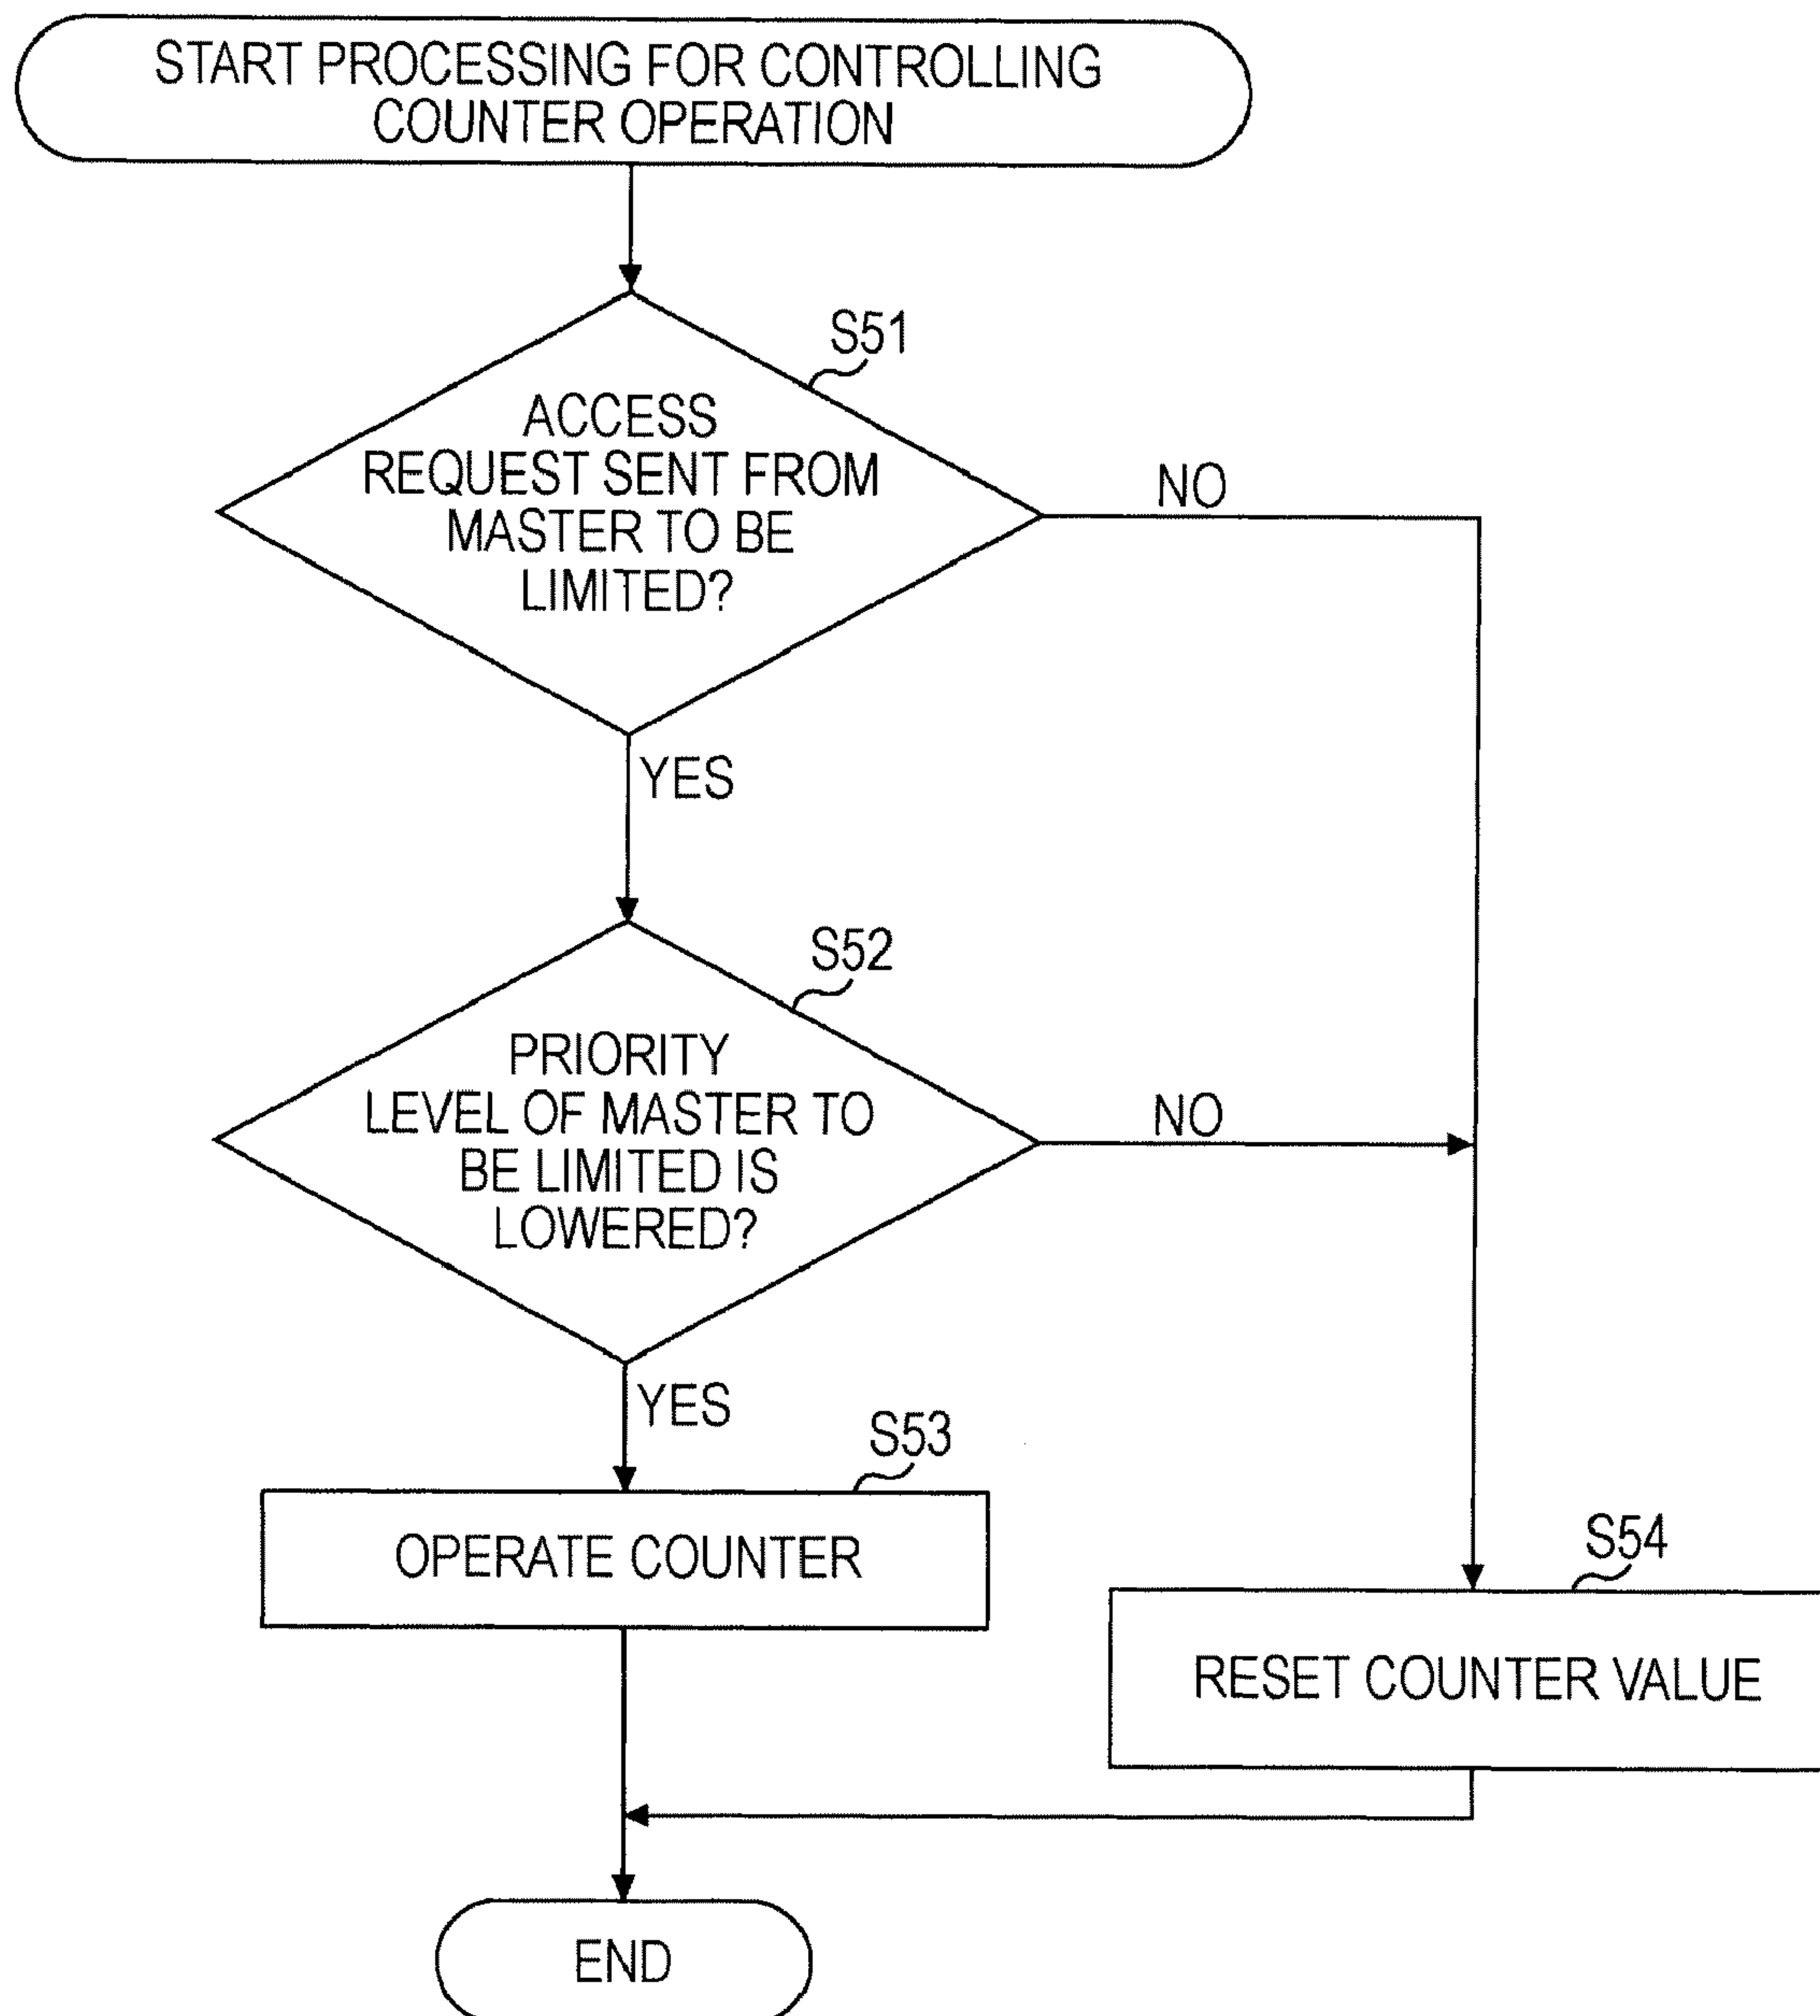 START PROCESSING FOR CONTROLLING
COUNTER OPERATION
S51
ACCESS
REQUEST SENT FROM
MASTER TO BE
LIMITED?
NO
YES
S52
PRIORITY
LEVEL OF MASTER TO
BE LIMITED IS
LOWERED?
NO
YES
S53
OPERATE COUNTER
S54
RESET COUNTER VALUE
END